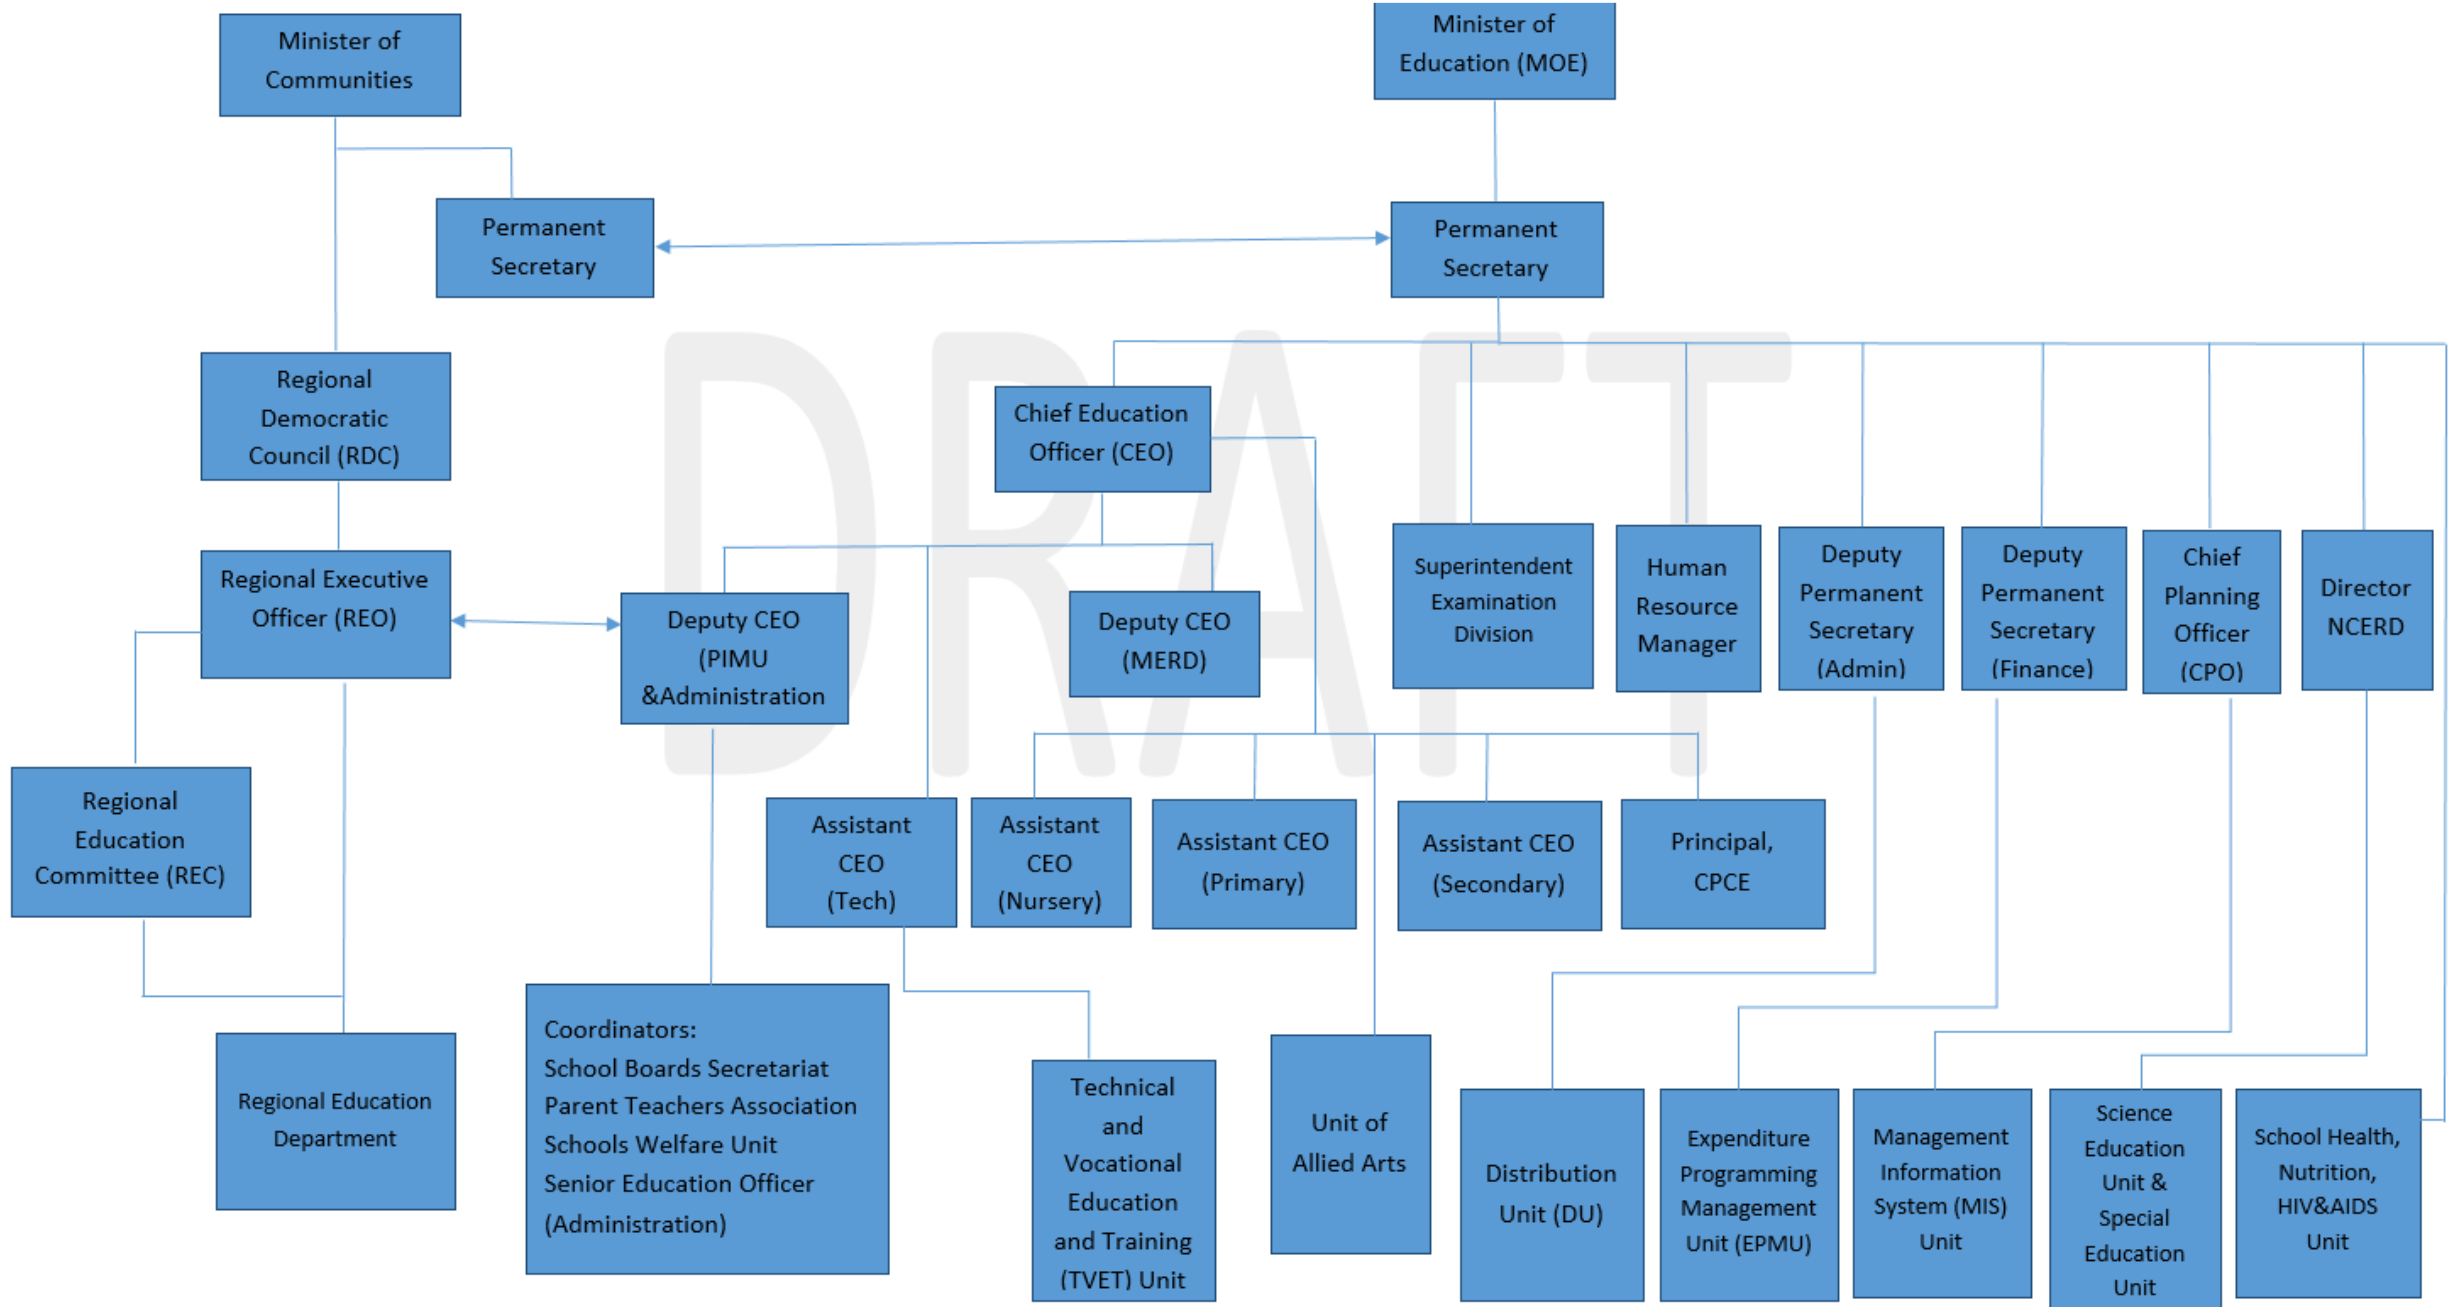 Minister of
Communities
Minister of
Education (MOE)
Permanent
Secretary
Permanent
Secretary
DRAFT
Regional
Democratic
Council (RDC)
Chief Education
Officer (CEO)
Regional Executive
Officer (REO)
Deputy CEO
(PIMU
&Administration
Deputy CEO
(MERD)
Superintendent
Examination
Division
Human
Resource
Manager
Deputy
Permanent
Secretary
(Admin)
Deputy
Permanent
Secretary
(Finance)
Chief
Planning
Officer
(CPO)
Director
NCERD
Regional
Education
Committee (REC)
Assistant
CEO
(Tech)
Assistant
CEO
(Nursery)
Assistant CEO
(Primary)
Assistant CEO
(Secondary)
Principal,
CPCE
Regional Education
Department
Coordinators:
School Boards Secretariat
Parent Teachers Association
Schools Welfare Unit
Senior Education Officer
(Administration)
Technical
and
Vocational
Education
and Training
(TVET) Unit
Unit of
Allied Arts
Distribution
Unit (DU)
Expenditure
Programming
Management
Unit (EPMU)
Management
Information
System (MIS)
Unit
Science
Education
Unit &
Special
Education
Unit
School Health,
Nutrition,
HIV&AIDS
Unit